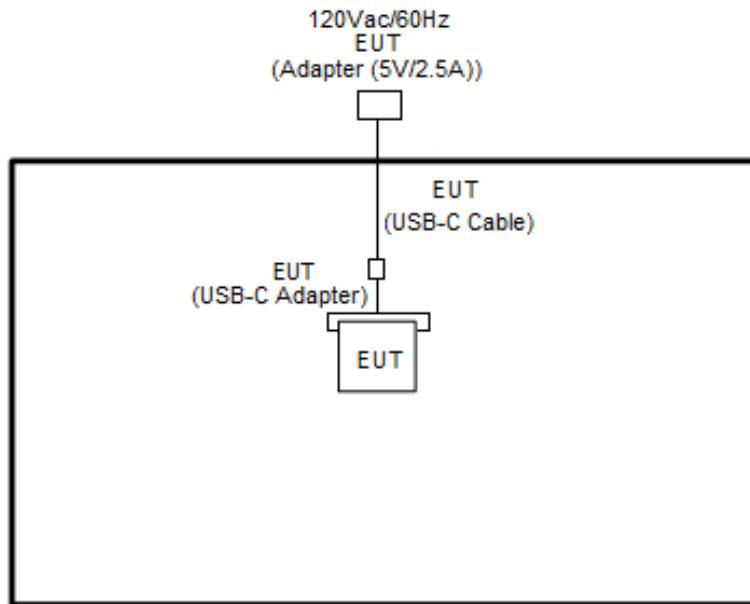 120Vac/60Hz
EUT
(Adapter (5V/2.5A))
EUT
(USB-C Cable)
EUT
(USB-C Adapter)
EUT